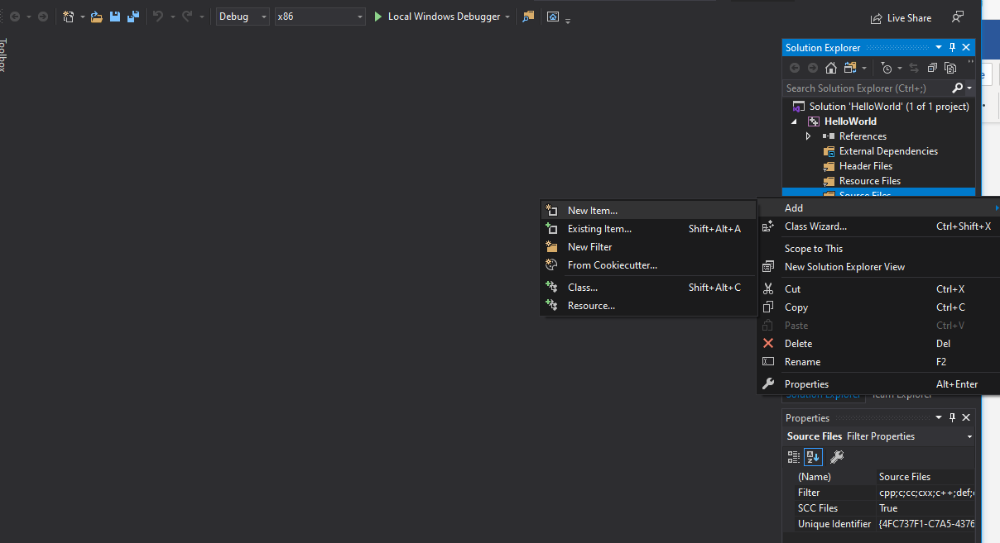 Debug
x86
Local Windows Debugger
Live Share
Toolbox
Solution Explorer
Search Solution Explorer (Ctrl+;)
Solution 'HelloWorld' (1 of 1 project)
HelloWorld
References
External Dependencies
Header Files
Resource Files
Source Files
New Item...
Existing Item... Shift+Alt+A
New Filter
From Cookiecutter...
Class... Shift+Alt+C
Resource...
Add
Class Wizard... Ctrl+Shift+X
Scope to This
New Solution Explorer View
Cut Ctrl+X
Copy Ctrl+C
Paste Ctrl+V
Delete Del
Rename F2
Properties Alt+Enter
Solution Explorer Team Explorer
Properties
Source Files Filter Properties
(Name) Source Files
Filter cpp;c;cc;cxx;c++;def;
SCC Files True
Unique Identifier {4FC737F1-C7A5-4376